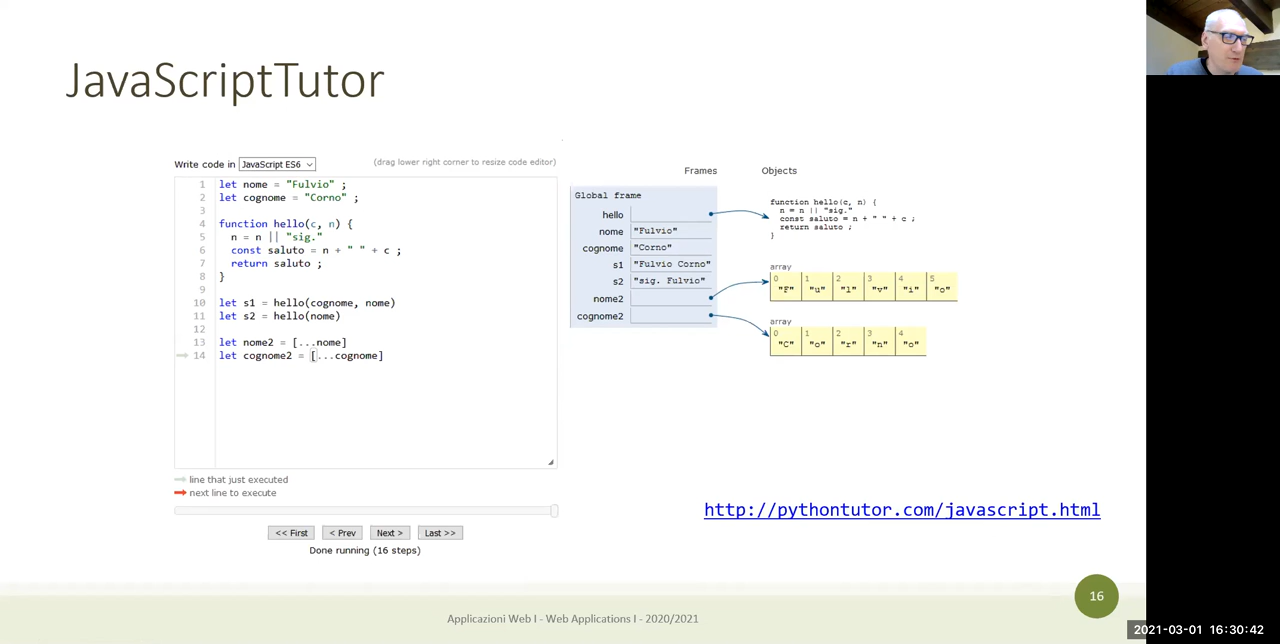 JavaScriptTutor
Write code in JavaScript ES6
(drag lower right corner to resize code editor)
1 let nome = "Fulvio" ;
2 let cognome = "Corno" ;
3
4 function hello(c, n) {
5 n = n || "sig."
6 const saluto = n + " " + c ;
7 return saluto ;
8 }
9
10 let s1 = hello(cognome, nome)
11 let s2 = hello(nome)
12
13 let nome2 = [...nome]
14 let cognome2 = [...cognome]
line that just executed
next line to execute
<< First < Prev Next > Last >>
Done running (16 steps)
Frames Objects
Global frame
hello
nome "Fulvio"
cognome "Corno"
s1 "Fulvio Corno"
s2 "sig. Fulvio"
nome2
cognome2
function hello(c, n) {
n = n || "sig."
const saluto = n + " " + c ;
return saluto ;
}
array
0 1 2 3 4 5
"F" "u" "l" "v" "i" "o"
array
0 1 2 3 4
"C" "o" "r" "n" "o"
http://pythontutor.com/javascript.html
16
Applicazioni Web I - Web Applications I - 2020/2021
2021-03-01 16:30:42